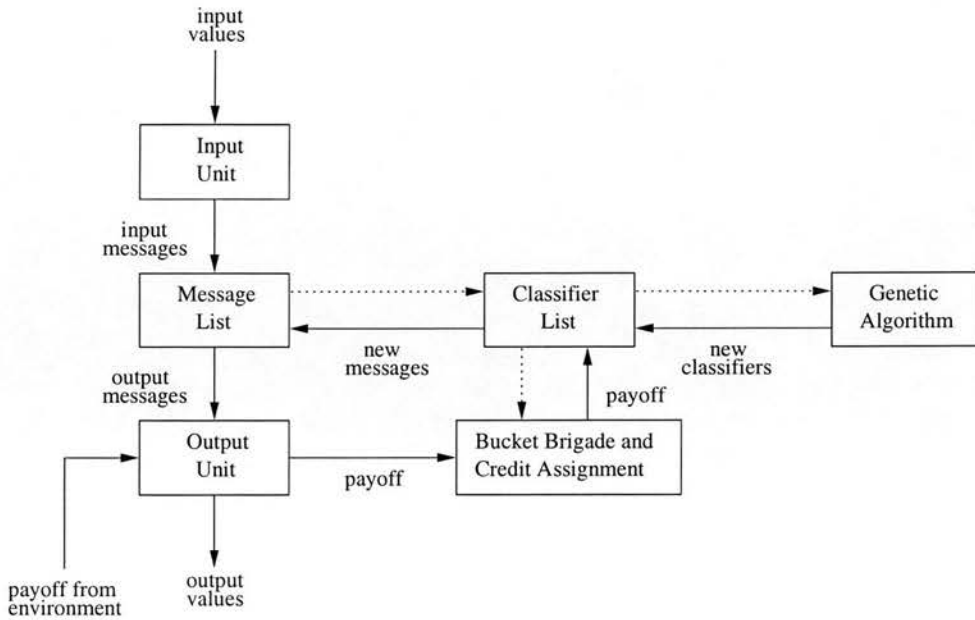 input
values
Input
Unit
input
messages
Message
List
Classifier
List
Genetic
Algorithm
new
messages
new
classifiers
output
messages
payoff
Output
Unit
payoff
Bucket Brigade and
Credit Assignment
payoff from
environment
output
values